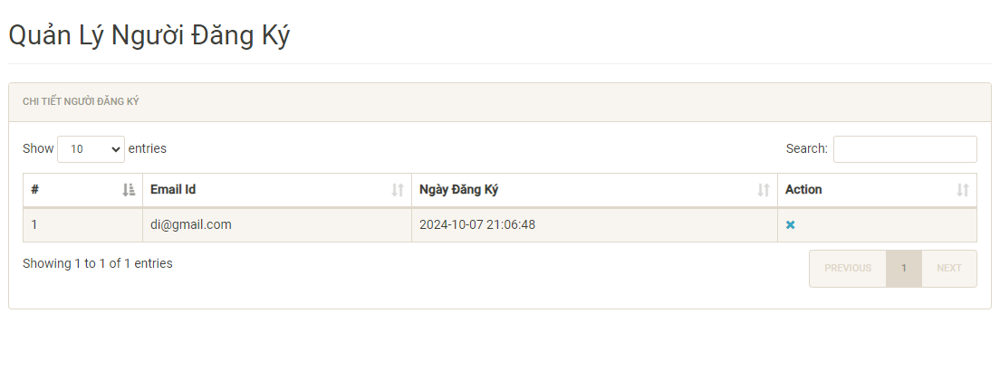 Quản Lý Người Đăng Ký
CHI TIẾT NGƯỜI ĐĂNG KÝ
Show 10 entries Search:
# Email Id Ngày Đăng Ký Action
1 di@gmail.com 2024-10-07 21:06:48
Showing 1 to 1 of 1 entries PREVIOUS 1 NEXT